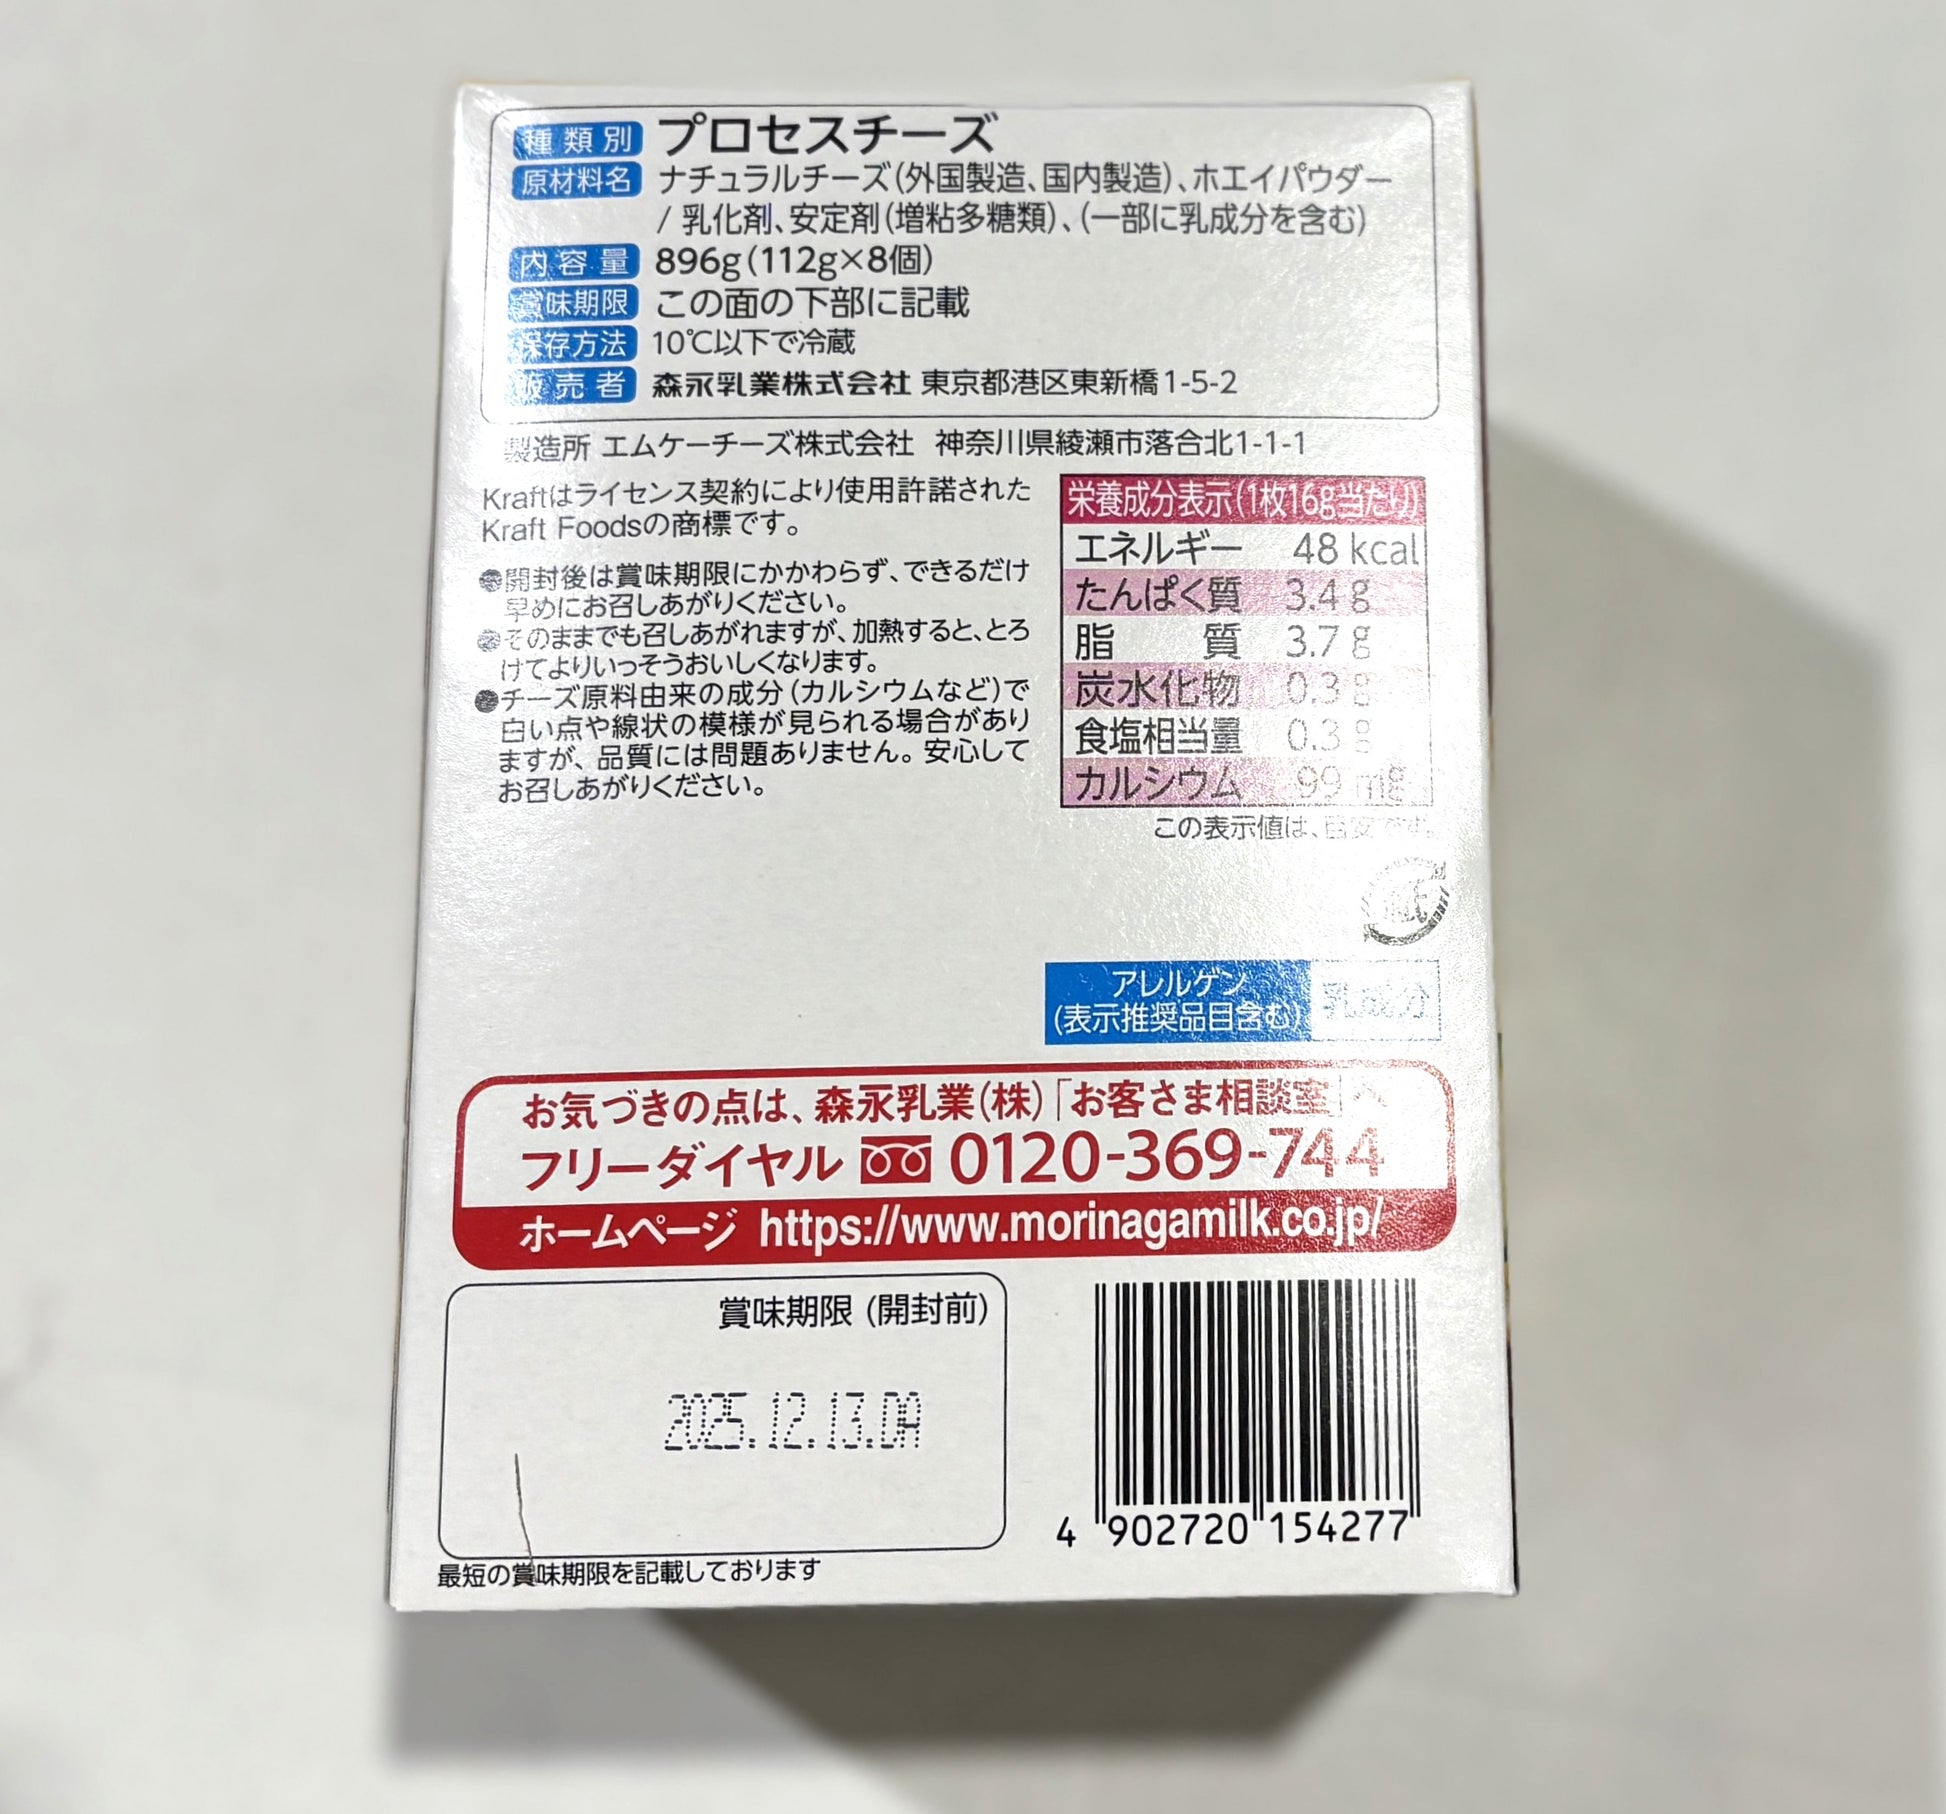 種類別 プロセスチーズ
原材料名 ナチュラルチーズ(外国製造、国内製造)、ホエイパウダー
/ 乳化剤、安定剤(増粘多糖類)、(一部に乳成分を含む)
内容量 896g(112g×8個)
賞味期限 この面の下部に記載
保存方法 10℃以下で冷蔵
販売者 森永乳業株式会社 東京都港区東新橋1-5-2
製造所 エムケーチーズ株式会社 神奈川県綾瀬市落合北1-1-1
Kraftはライセンス契約により使用許諾された
Kraft Foodsの商標です。
●開封後は賞味期限にかかわらず、できるだけ
早めにお召しあがりください。
●そのままでも召しあがれますが、加熱すると、とろ
けてよりいっそうおいしくなります。
●チーズ原料由来の成分(カルシウムなど)で
白い点や線状の模様が見られる場合があり
ますが、品質には問題ありません。安心して
お召しあがりください。
栄養成分表示(1枚16g当たり)
エネルギー 48 kcal
たんぱく質 3.4 g
脂質 3.7 g
炭水化物 0.3 g
食塩相当量 0.3 g
カルシウム 99 mg
この表示値は、目安です。
紙
アレルゲン
(表示推奨品目含む)
乳成分
お気づきの点は、森永乳業(株)「お客さま相談室」へ
フリーダイヤル 0120-369-744
ホームページ https://www.morinagamilk.co.jp/
賞味期限 (開封前)
2025.12.13.DA
最短の賞味期限を記載しております
4 902720 154277